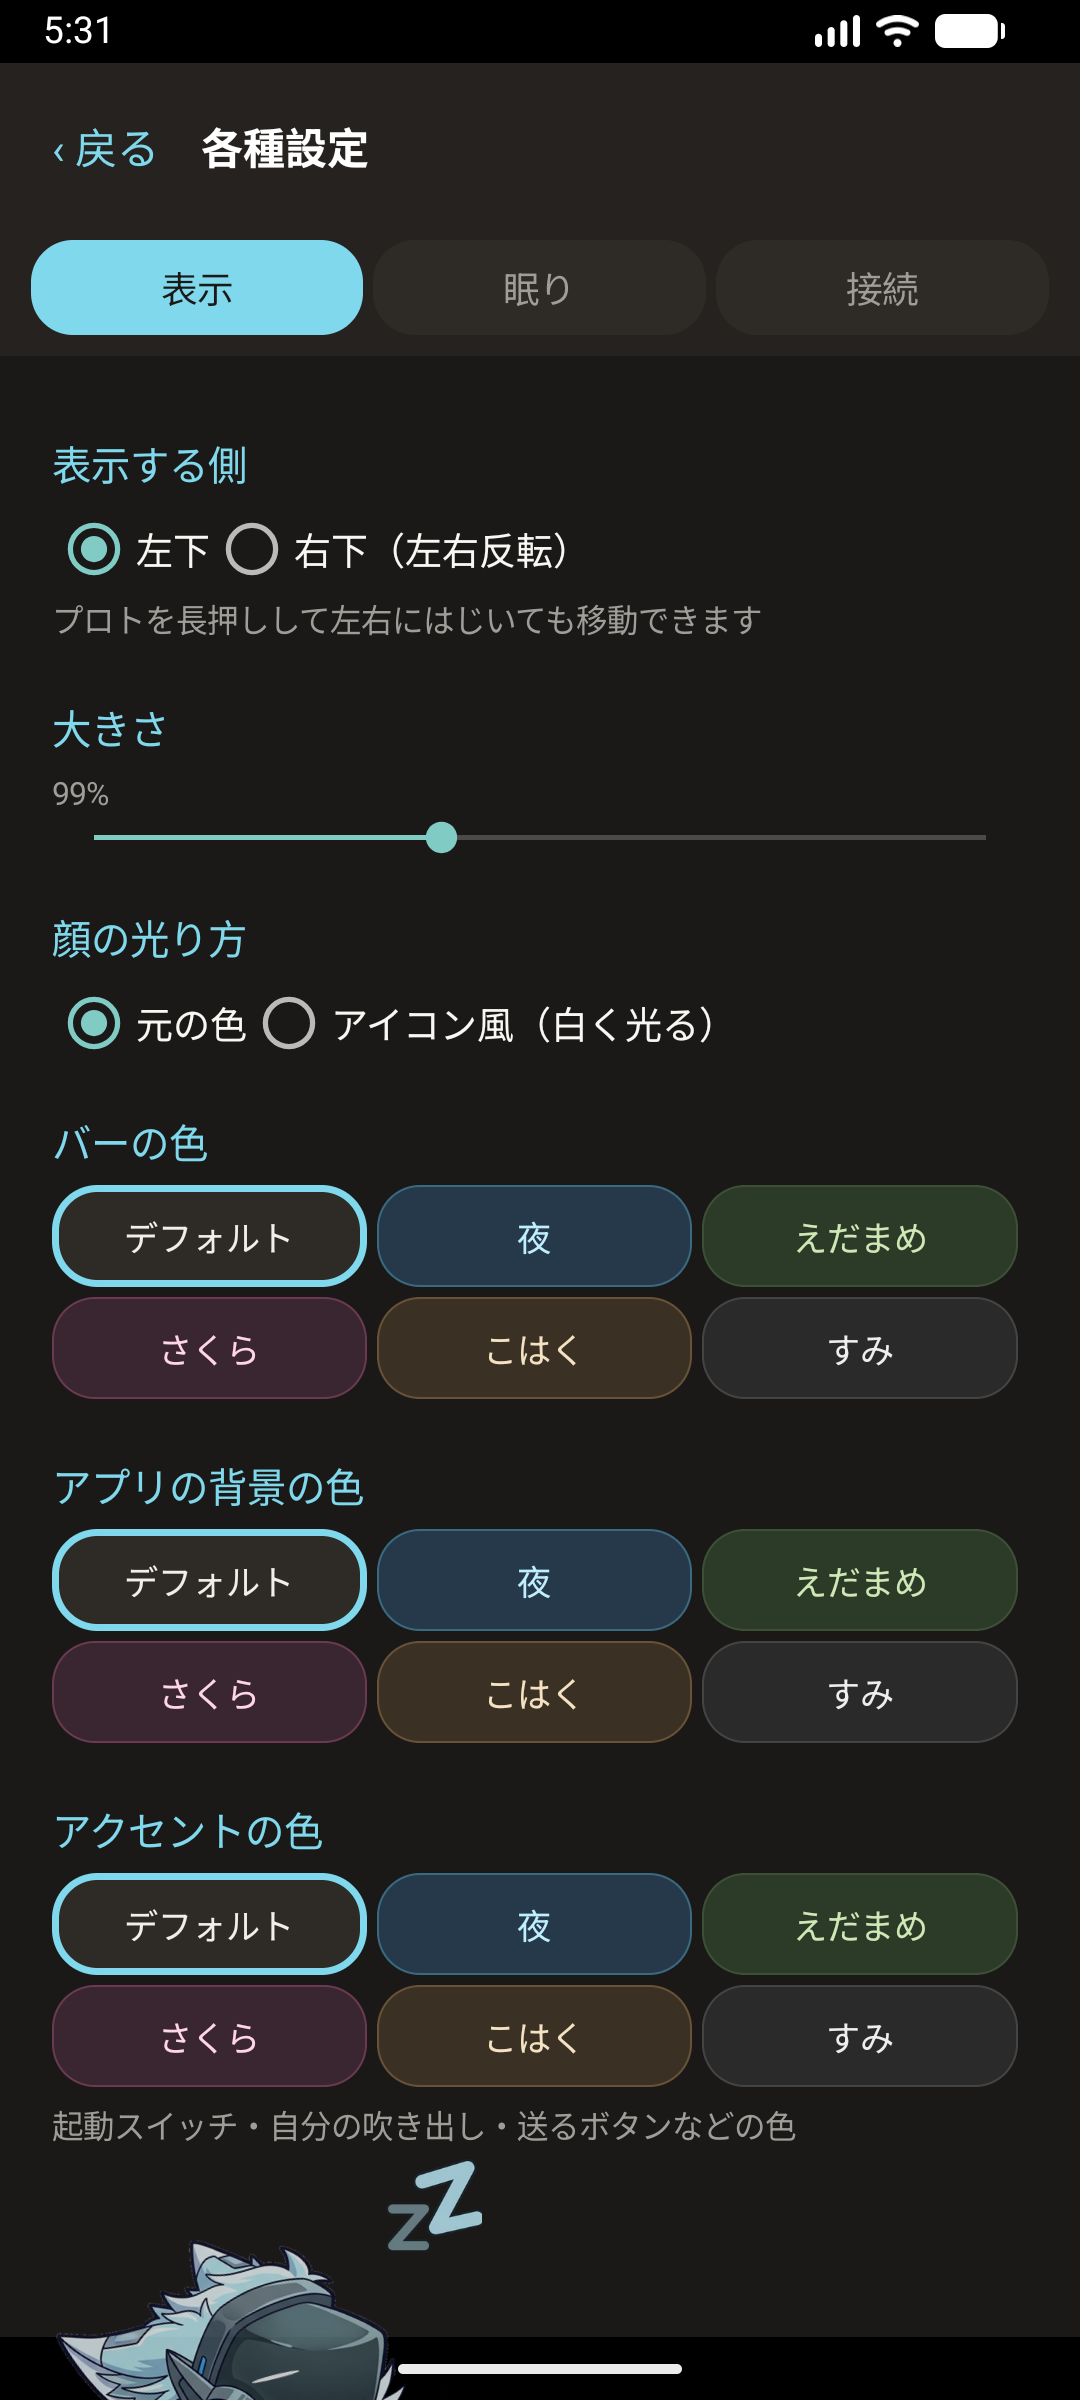 5:31
‹ 戻る 各種設定
表示 眠り 接続
表示する側
左下 右下（左右反転）
プロトを長押しして左右にはじいても移動できます
大きさ
99%
顔の光り方
元の色 アイコン風（白く光る）
バーの色
デフォルト 夜 えだまめ
さくら こはく すみ
アプリの背景の色
デフォルト 夜 えだまめ
さくら こはく すみ
アクセントの色
デフォルト 夜 えだまめ
さくら こはく すみ
起動スイッチ・自分の吹き出し・送るボタンなどの色
zZ